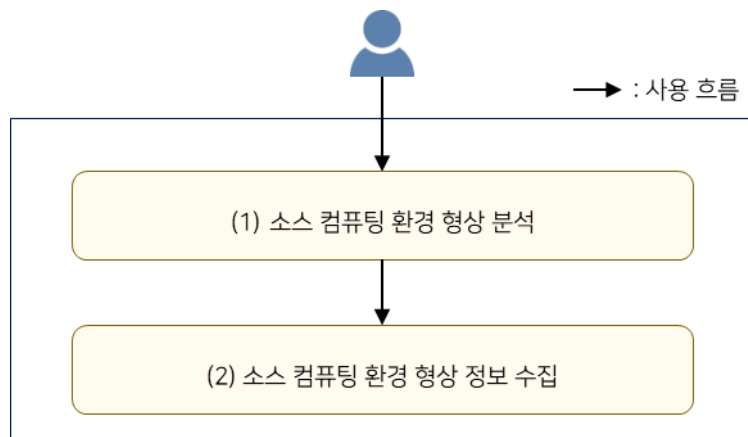 : 사용 흐름
(1) 소스 컴퓨팅 환경 형상 분석
(2) 소스 컴퓨팅 환경 형상 정보 수집